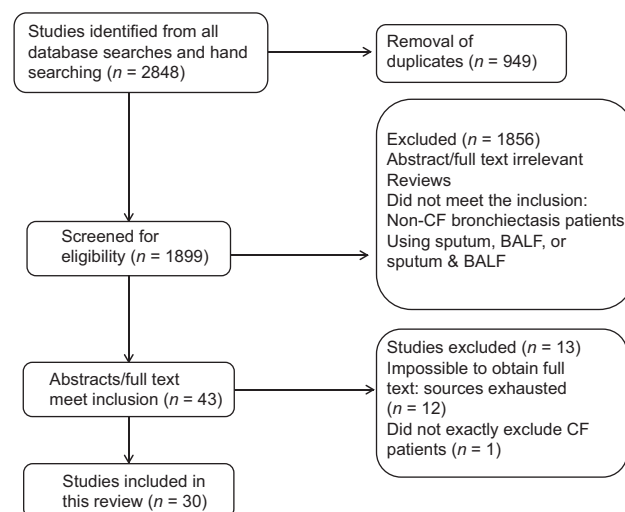 Studies identified from all
database searches and hand
searching (n = 2848)
Removal of
duplicates (n = 949)
Excluded (n = 1856)
Abstract/full text irrelevant
Reviews
Did not meet the inclusion:
Non-CF bronchiectasis patients
Using sputum, BALF, or
sputum & BALF
Screened for
eligibility (n = 1899)
Studies excluded (n = 13)
Impossible to obtain full
text: sources exhausted
(n = 12)
Did not exactly exclude CF
patients (n = 1)
Abstracts/full text
meet inclusion (n = 43)
Studies included in
this review (n = 30)